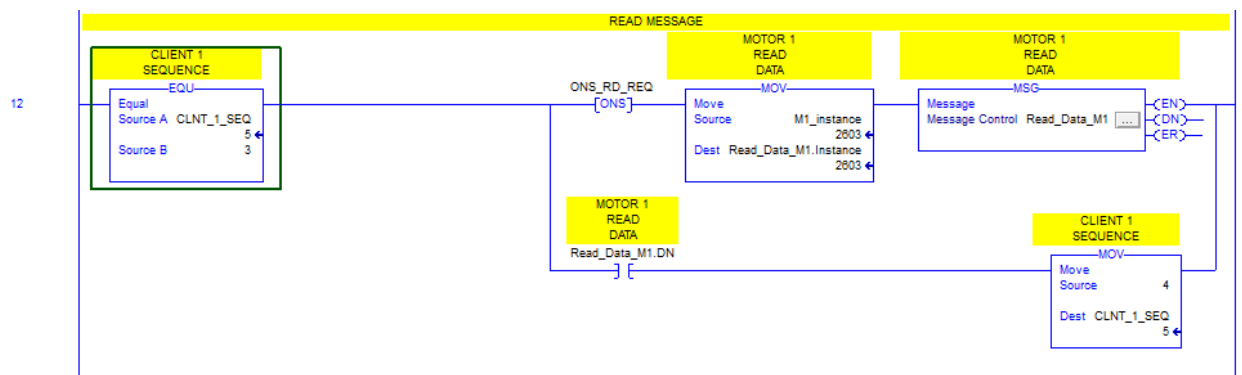 READ MESSAGE
CLIENT 1
SEQUENCE
EQU
Equal
Source A CLNT_1_SEQ
5
Source B 3
12
ONS_RD_REQ
ONS
MOTOR 1
READ
DATA
MOV
Move
Source M1_instance
2603
Dest Read_Data_M1.Instance
2603
MOTOR 1
READ
DATA
MSG
Message
Message Control Read_Data_M1 ...
EN
DN
ER
MOTOR 1
READ
DATA
Read_Data_M1.DN
CLIENT 1
SEQUENCE
MOV
Move
Source 4
Dest CLNT_1_SEQ
5